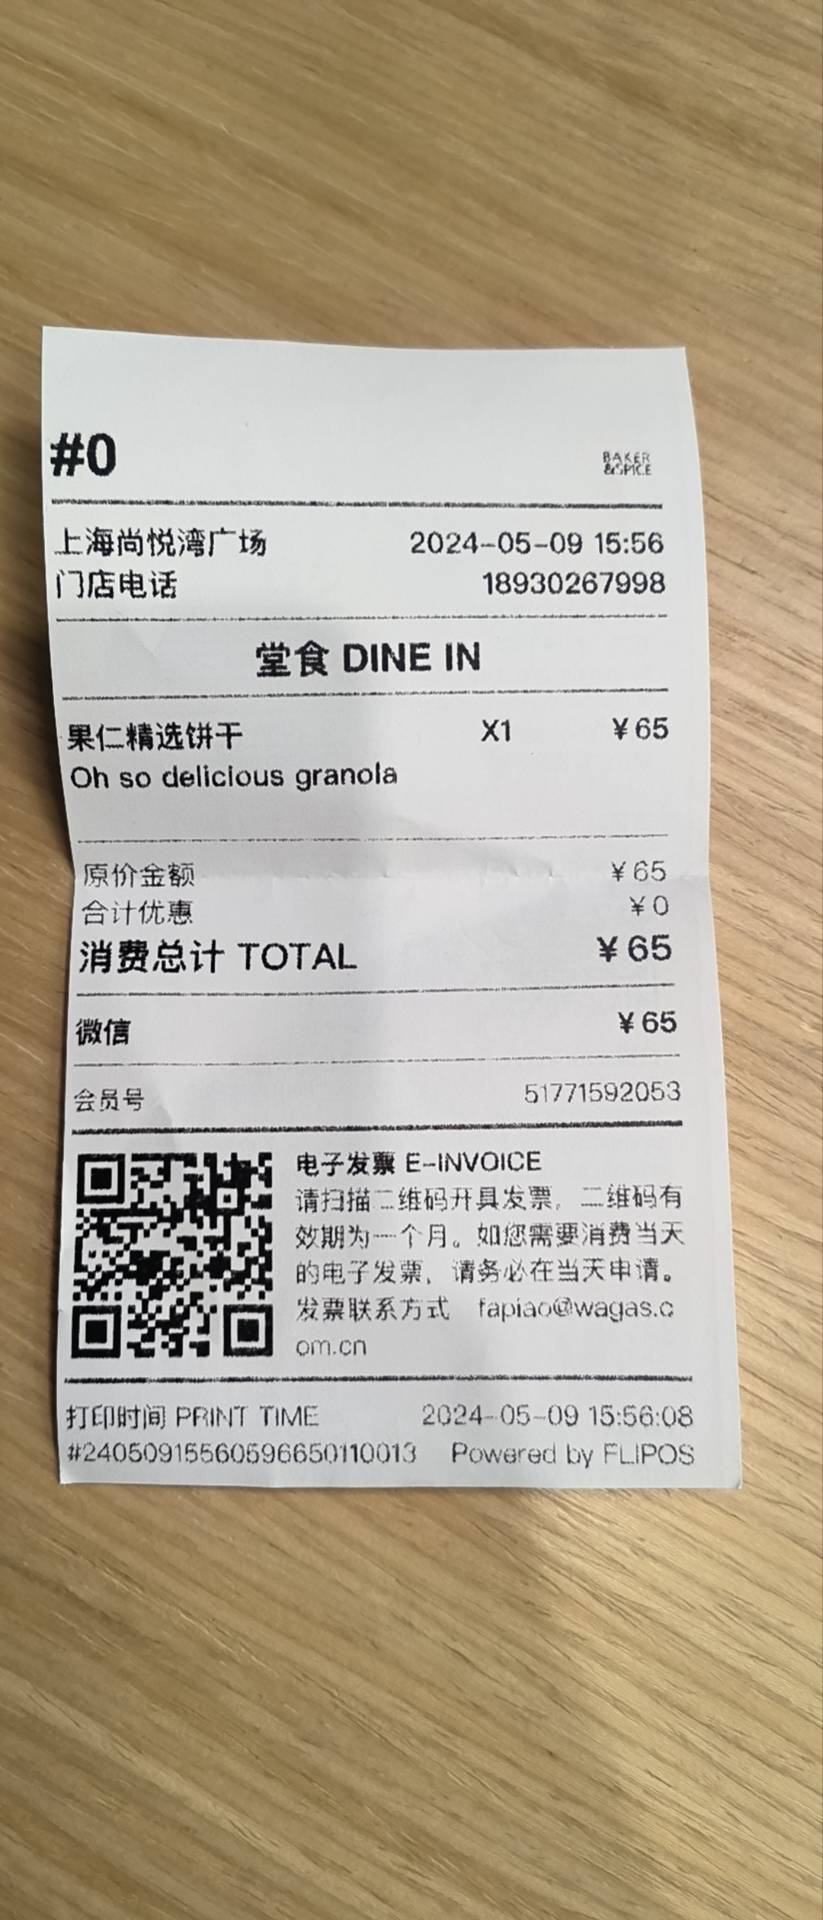 #0
BAKER
&SPICE
上海尚悦湾广场 2024-05-09 15:56
门店电话 18930267998
堂食 DINE IN
果仁精选饼干 X1 ¥65
Oh so delicious granola
原价金额 ¥65
合计优惠 ¥0
消费总计 TOTAL ¥65
微信 ¥65
会员号 51771592053
电子发票 E-INVOICE
请扫描二维码开具发票，二维码有
效期为一个月。如您需要消费当天
的电子发票，请务必在当天申请。
发票联系方式 fapiao@wagas.c
om.cn
打印时间 PRINT TIME 2024-05-09 15:56:08
#24050915560596650110013 Powered by FLIPOS